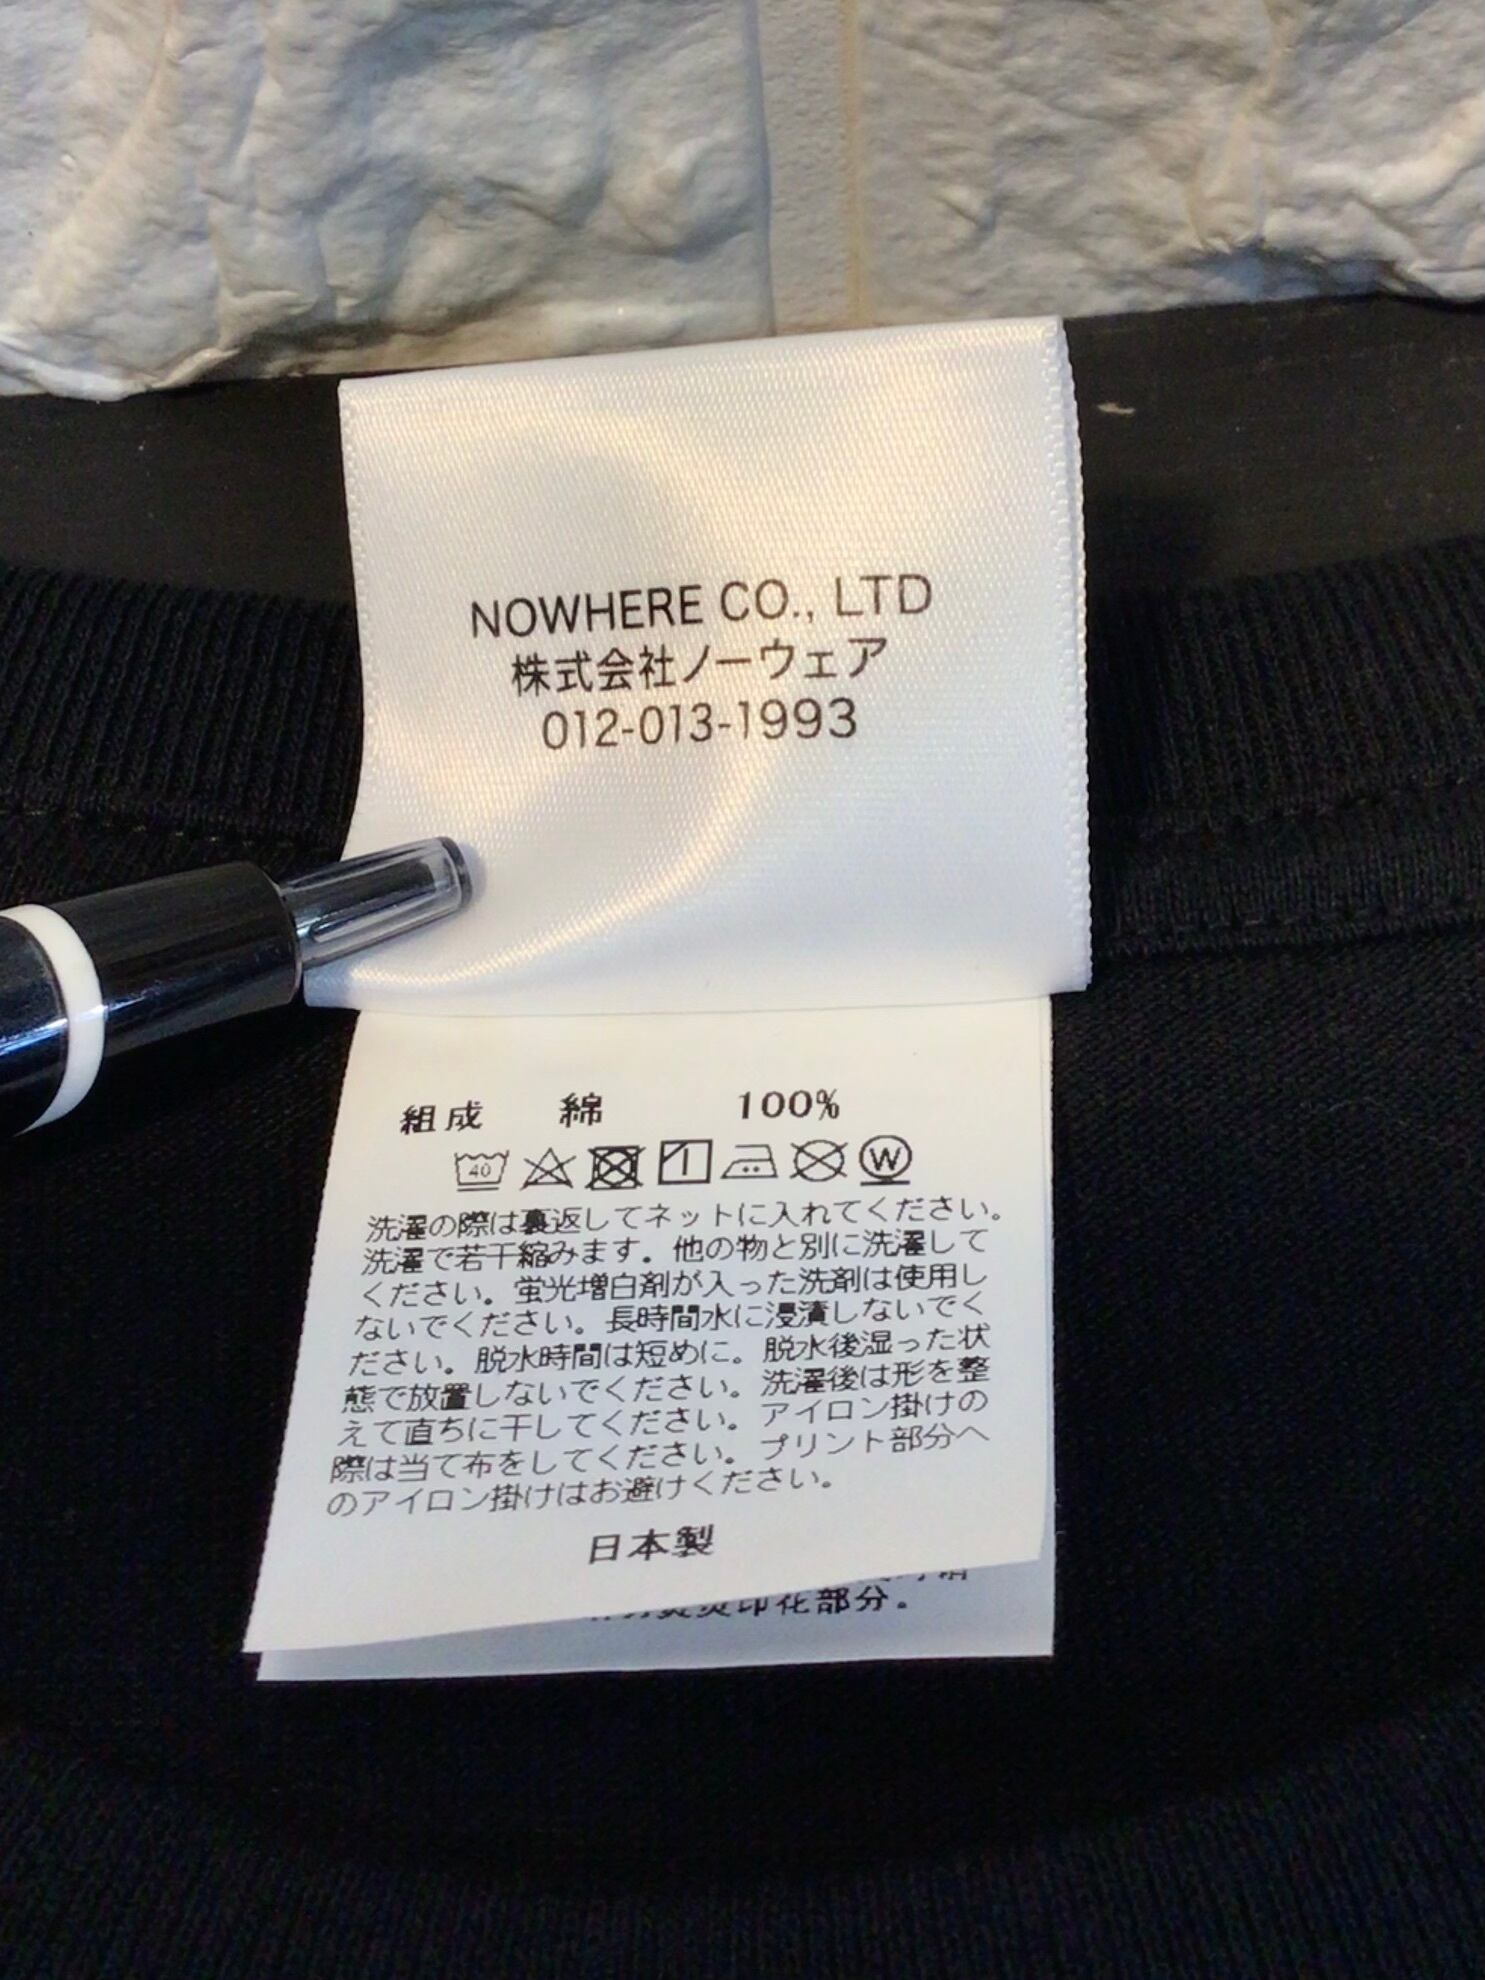 NOWHERE CO., LTD
株式会社ノーウェア
012-013-1993
組成 綿 100%
40 W
洗濯の際は裏返してネットに入れてください。
洗濯で若干縮みます。他の物と別に洗濯して
ください。蛍光増白剤が入った洗剤は使用し
ないでください。長時間水に浸漬しないでく
ださい。脱水時間は短めに。脱水後湿った状
態で放置しないでください。洗濯後は形を整
えて直ちに干してください。アイロン掛けの
際は当て布をしてください。プリント部分へ
のアイロン掛けはお避けください。
日本製
印花部分。